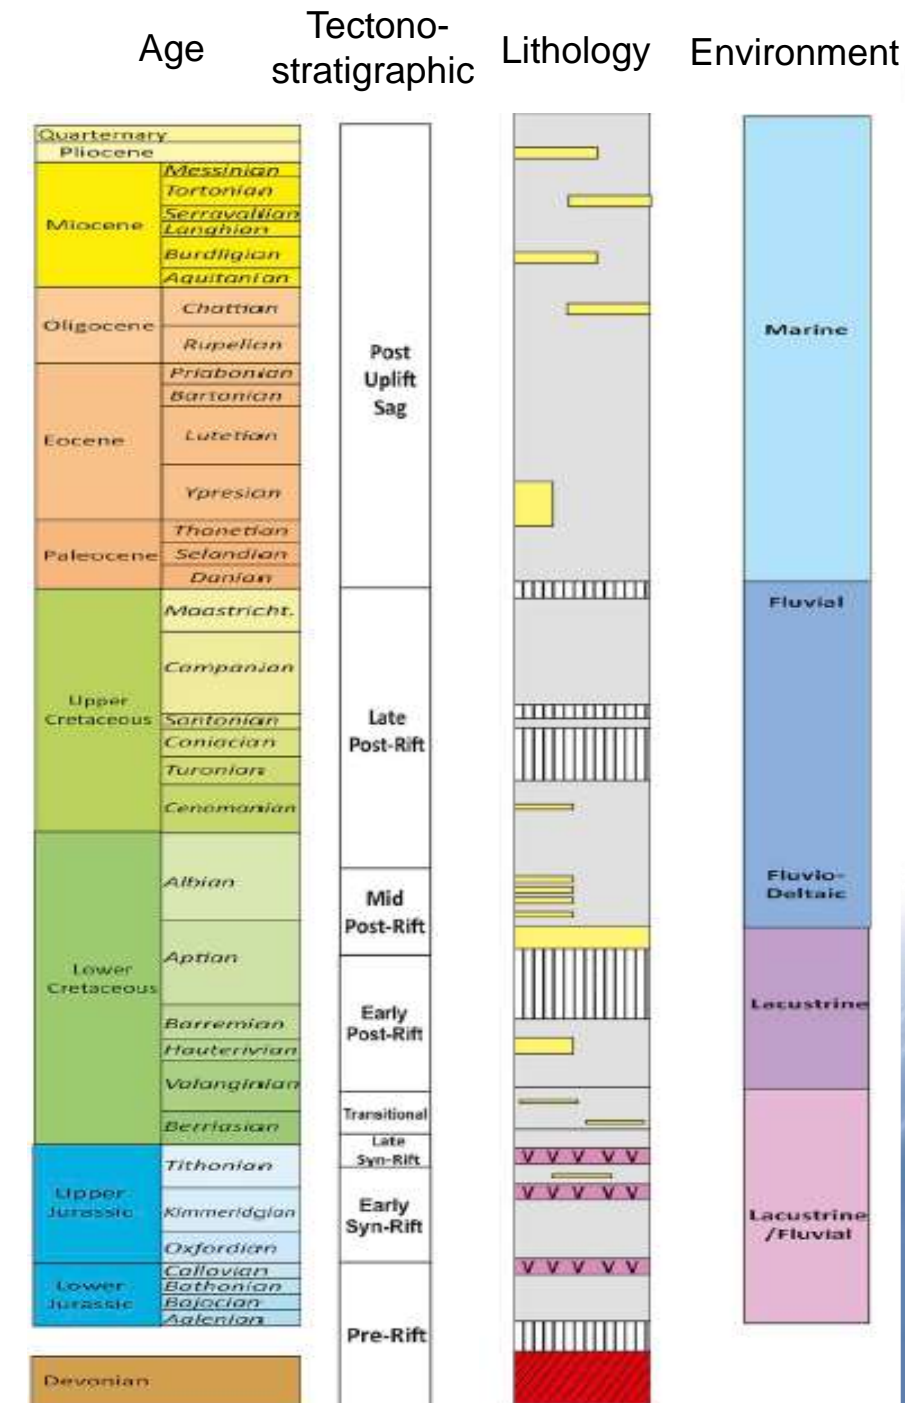 Age
Tectono-
stratigraphic
Lithology
Environment
Quarternary
Pliocene
Miocene
Messinian
Tortonian
Serravallian
Langhian
Burdligian
Aquitanian
Oligocene
Chattian
Rupelian
Eocene
Priabonian
Bartonian
Lutetian
Ypresian
Paleocene
Thanetian
Selandian
Danian
Upper
Cretaceous
Maastricht.
Campanian
Santonian
Coniacian
Turonian
Cenomanian
Lower
Cretaceous
Albian
Aptian
Barremian
Hauterivian
Valanginian
Berriasian
Upper
Jurassic
Tithonian
Kimmeridgian
Oxfordian
Lower
Jurassic
Callovian
Bathonian
Bajocian
Aalenian
Devonian
Post
Uplift
Sag
Late
Post-Rift
Mid
Post-Rift
Early
Post-Rift
Transitional
Late
Syn-Rift
Early
Syn-Rift
Pre-Rift
V V V V V
V V V V V
V V V V V
Marine
Fluvial
Fluvio-
Deltaic
Lacustrine
Lacustrine
/Fluvial